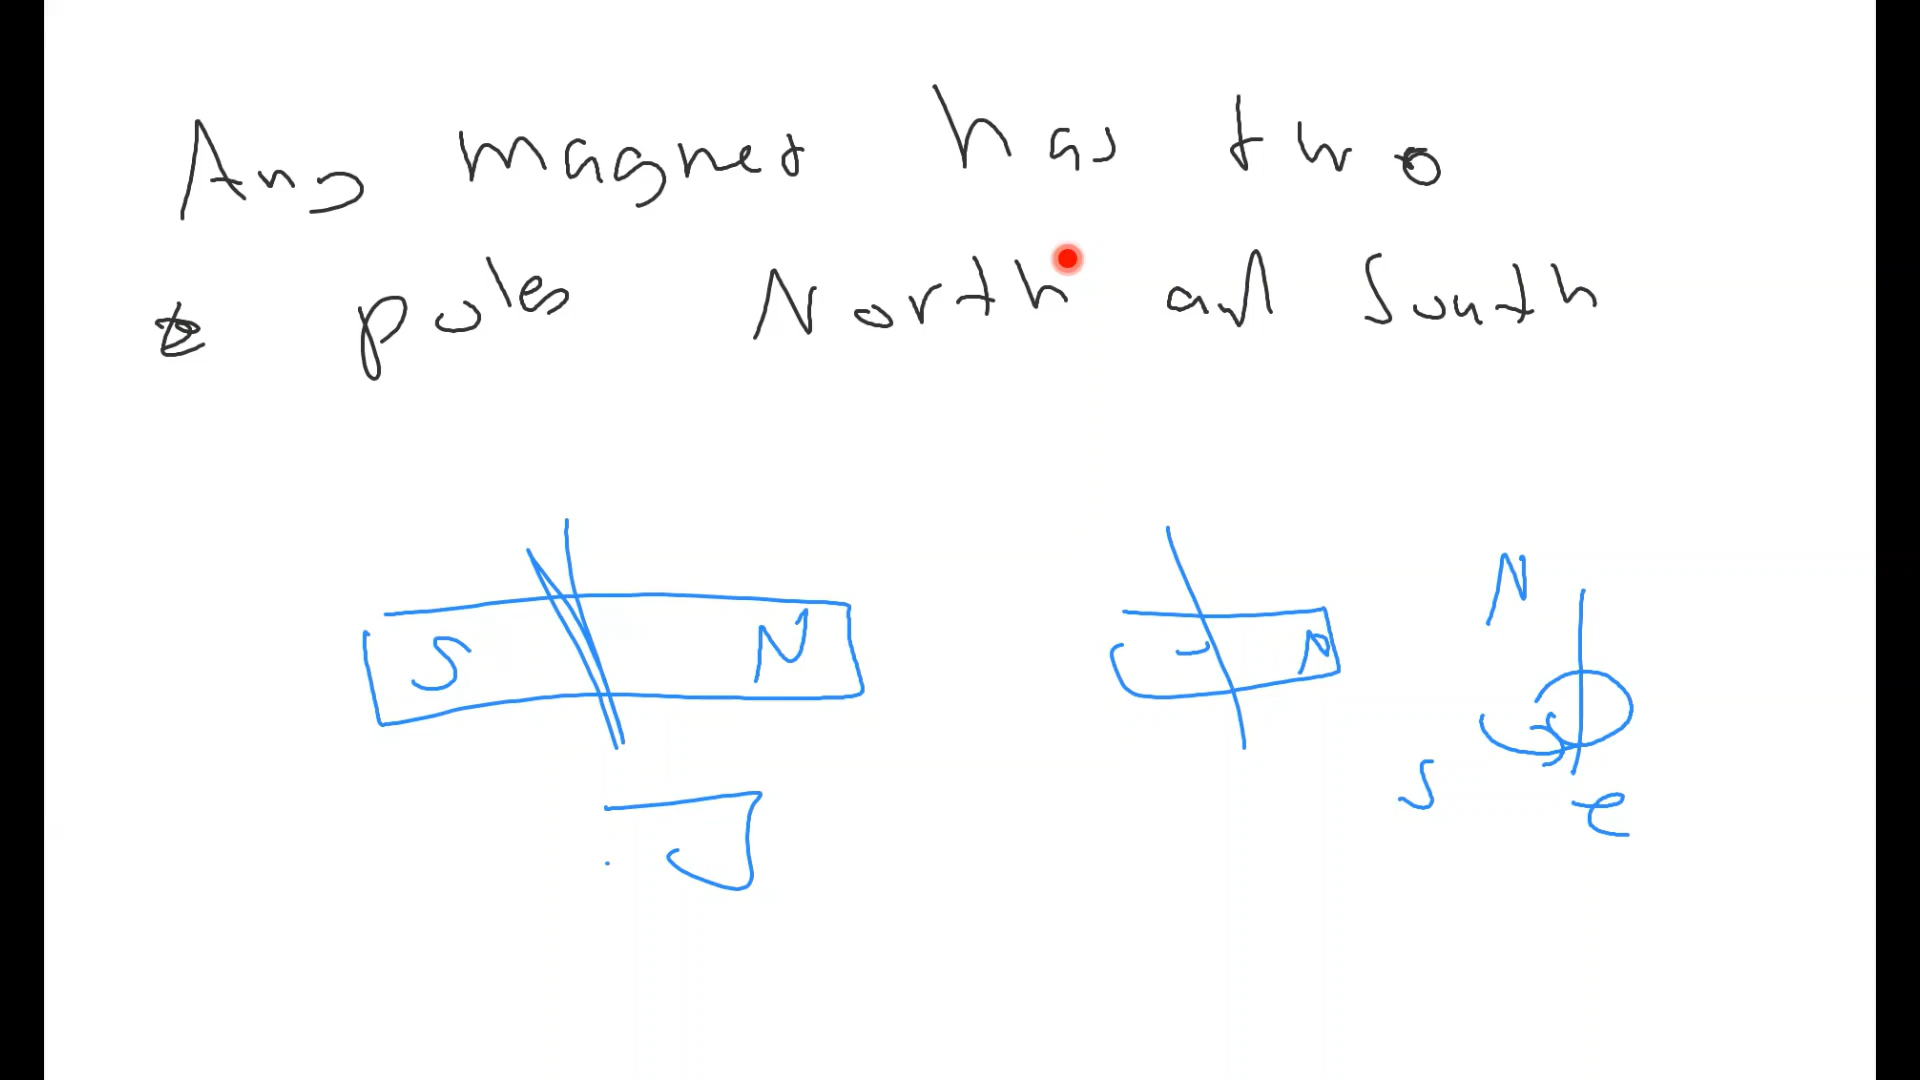 Any magnet has two
poles North and South
S N
N
N
S e